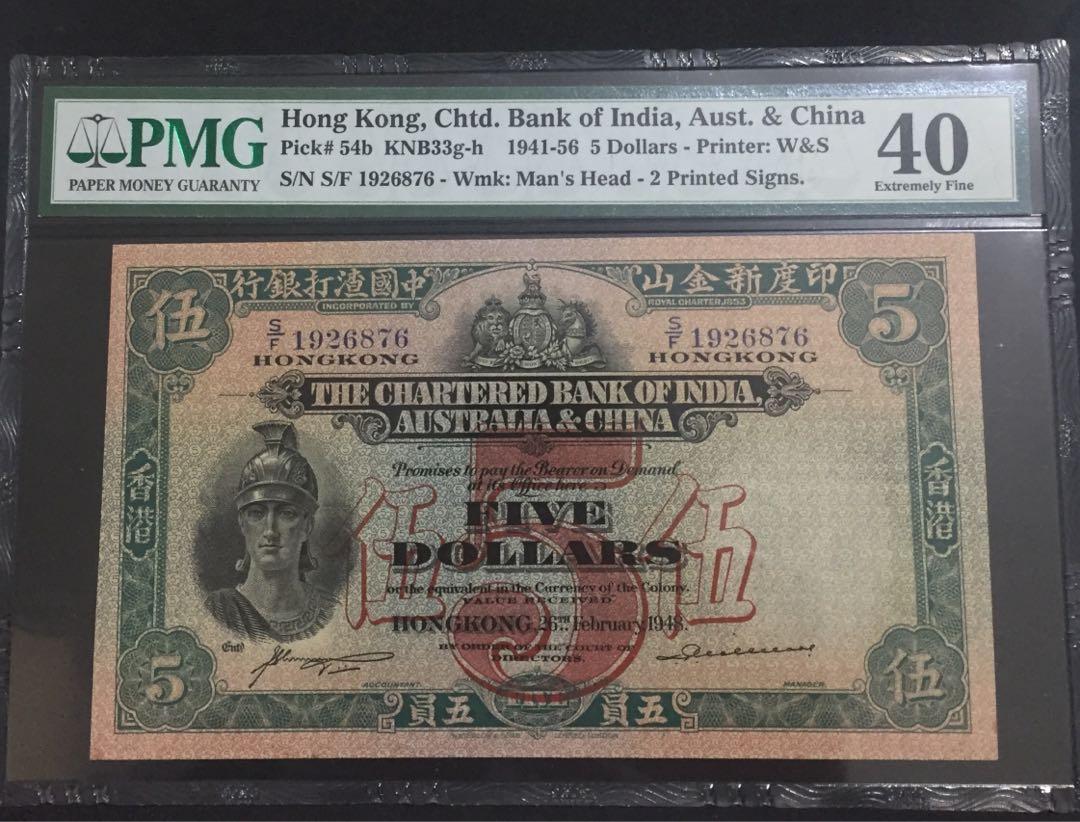 PMG
PAPER MONEY GUARANTY
Hong Kong, Chtd. Bank of India, Aust. & China
Pick# 54b KNB33g-h 1941-56 5 Dollars - Printer: W&S
S/N S/F 1926876 - Wmk: Man's Head - 2 Printed Signs.
40
Extremely Fine
伍 行銀打渣國中 山金新度印 5
INCORPORATED BY ROYAL CHARTER, 1853
S/F 1926876 S/F 1926876
HONGKONG HONGKONG
THE CHARTERED BANK OF INDIA,
AUSTRALIA & CHINA
Promises to pay the Bearer on Demand
at its Office here
香港 伍 5 伍 香港
FIVE
DOLLARS
or the equivalent in the Currency of the Colony.
VALUE RECEIVED
HONGKONG, 26TH February 1948.
BY ORDER OF THE COURT OF
DIRECTORS.
Entd
ACCOUNTANT. MANAGER.
5 員五 員五 伍